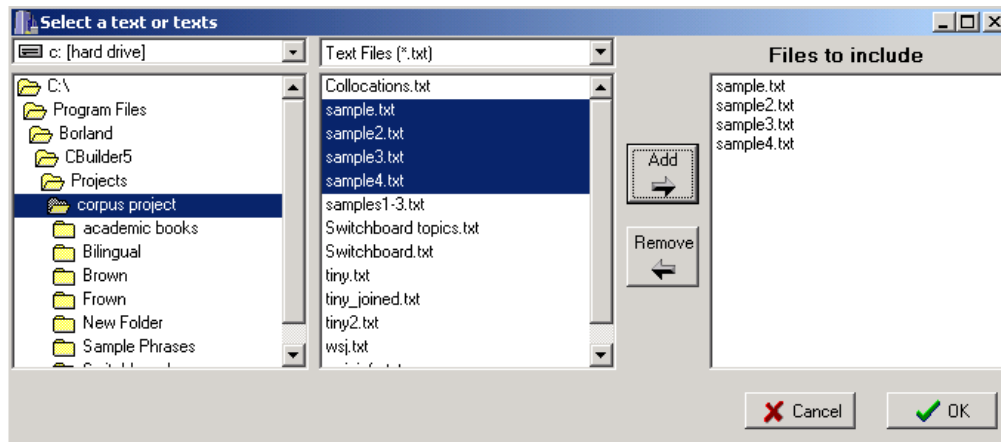 Select a text or texts
c: [hard drive]
Text Files (*.txt)
Files to include
C:\
Program Files
Borland
CBuilder5
Projects
corpus project
academic books
Bilingual
Brown
Frown
New Folder
Sample Phrases
Collocations.txt
sample.txt
sample2.txt
sample3.txt
sample4.txt
samples1-3.txt
Switchboard topics.txt
Switchboard.txt
tiny.txt
tiny_joined.txt
tiny2.txt
wsj.txt
Add
Remove
sample.txt
sample2.txt
sample3.txt
sample4.txt
Cancel
OK